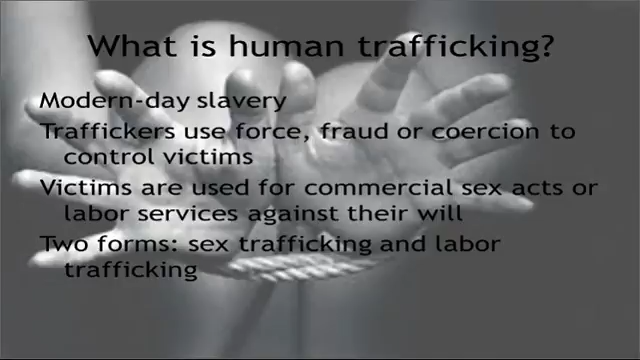 What is human trafficking?
Modern-day slavery
Traffickers use force, fraud or coercion to
control victims
Victims are used for commercial sex acts or
labor services against their will
Two forms: sex trafficking and labor
trafficking